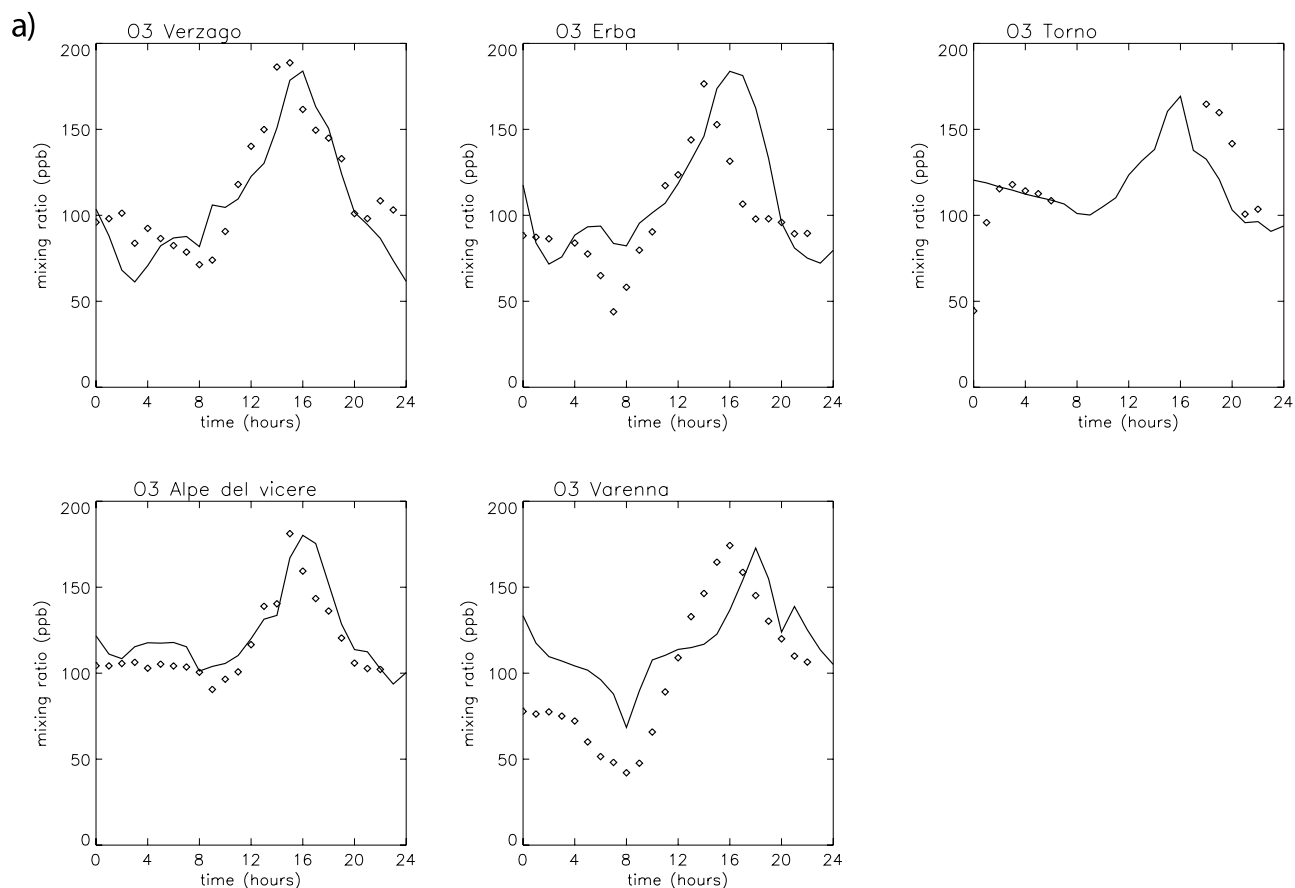 a)
O3 Verzago
mixing ratio (ppb)
200
150
100
50
0
0 4 8 12 16 20 24
time (hours)
O3 Erba
mixing ratio (ppb)
200
150
100
50
0
0 4 8 12 16 20 24
time (hours)
O3 Torno
mixing ratio (ppb)
200
150
100
50
0
0 4 8 12 16 20 24
time (hours)
O3 Alpe del vicere
mixing ratio (ppb)
200
150
100
50
0
0 4 8 12 16 20 24
time (hours)
O3 Varenna
mixing ratio (ppb)
200
150
100
50
0
0 4 8 12 16 20 24
time (hours)